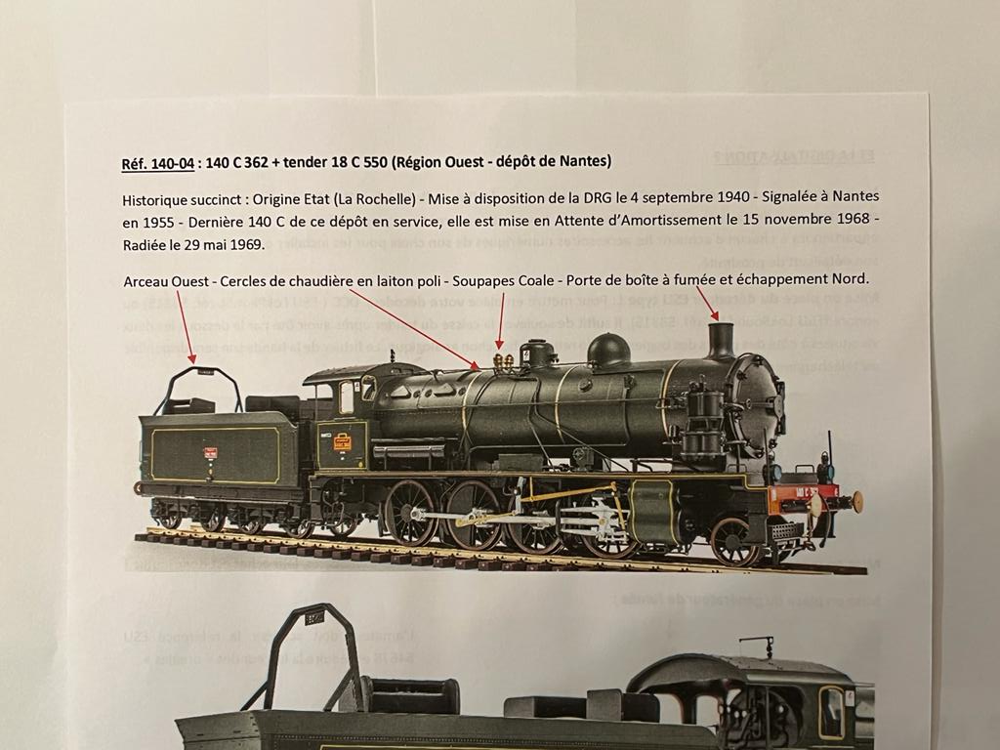 Réf. 140-04 : 140 C 362 + tender 18 C 550 (Région Ouest - dépôt de Nantes)
Historique succinct : Origine Etat (La Rochelle) - Mise à disposition de la DRG le 4 septembre 1940 - Signalée à Nantes
en 1955 - Dernière 140 C de ce dépôt en service, elle est mise en Attente d'Amortissement le 15 novembre 1968 -
Radiée le 29 mai 1969.
Arceau Ouest - Cercles de chaudière en laiton poli - Soupapes Coale - Porte de boîte à fumée et échappement Nord.
140 C 362